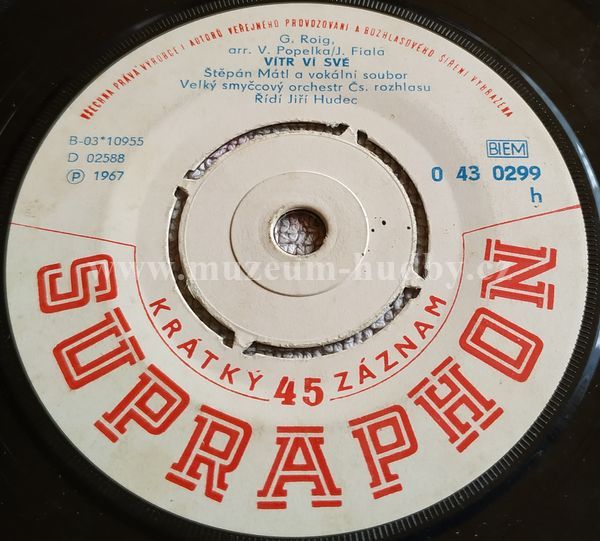 VŠECHNA PRÁVA VÝROBCE I AUTORŮ VEŘEJNÉHO PROVOZOVÁNÍ A ROZHLASOVÉHO ŠÍŘENÍ VYHRAZENA
G. Roig,
arr. V. Popelka/J. Fiala
VÍTR VÍ SVÉ
Štěpán Mátl a vokální soubor
Velký smyčcový orchestr Čs. rozhlasu
Řídí Jiří Hudec
B-03*10955
D 02588
Ⓟ 1967
BIEM
0 43 0299
h
www.muzeum-hudby.cz
KRÁTKÝ 45 ZÁZNAM
SUPRAPHON